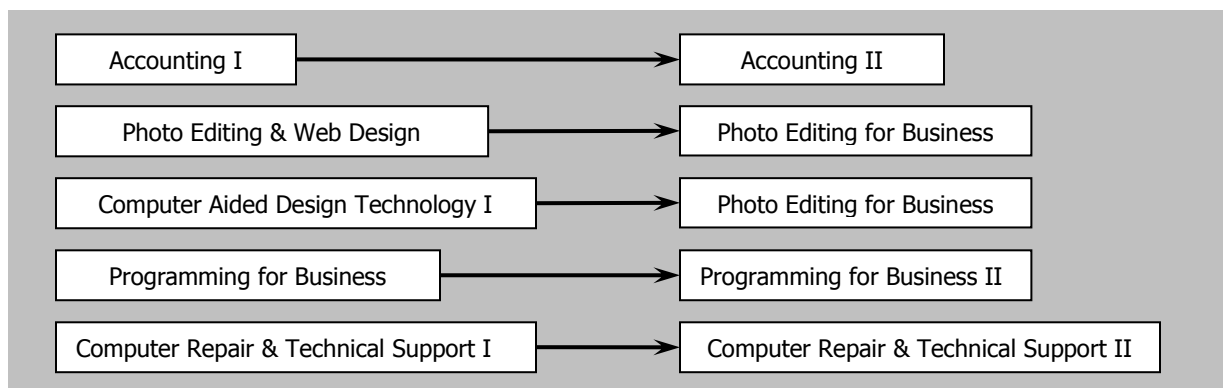 Accounting I
Accounting II
Photo Editing & Web Design
Photo Editing for Business
Computer Aided Design Technology I
Photo Editing for Business
Programming for Business
Programming for Business II
Computer Repair & Technical Support I
Computer Repair & Technical Support II